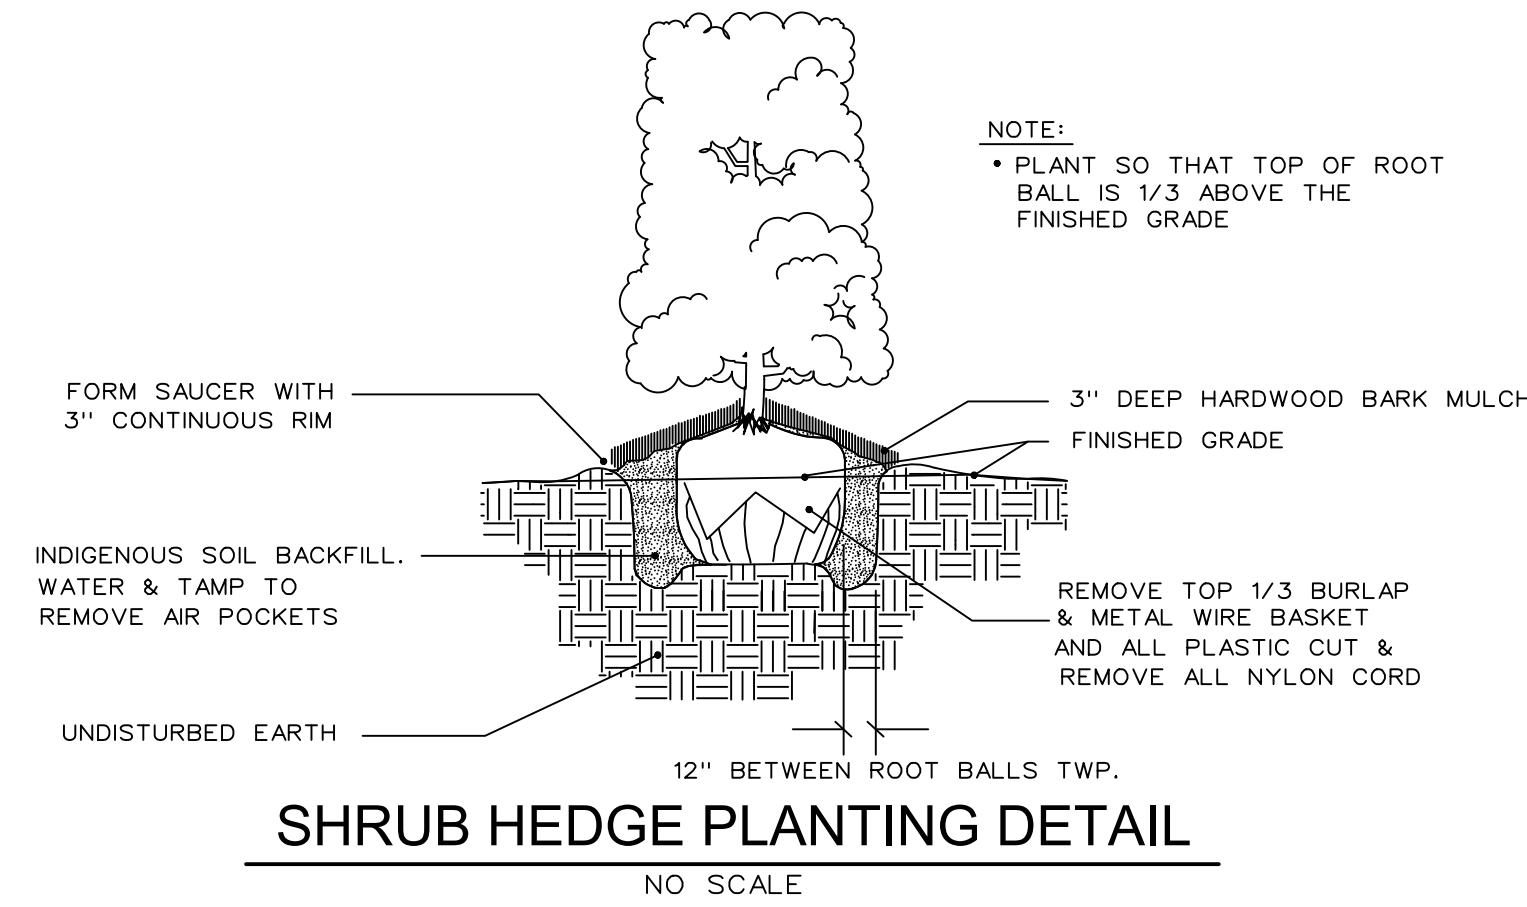 NOTE:
• PLANT SO THAT TOP OF ROOT
BALL IS 1/3 ABOVE THE
FINISHED GRADE
FORM SAUCER WITH
3'' CONTINUOUS RIM
3'' DEEP HARDWOOD BARK MULCH
FINISHED GRADE
INDIGENOUS SOIL BACKFILL.
WATER & TAMP TO
REMOVE AIR POCKETS
REMOVE TOP 1/3 BURLAP
& METAL WIRE BASKET
AND ALL PLASTIC CUT &
REMOVE ALL NYLON CORD
UNDISTURBED EARTH
12'' BETWEEN ROOT BALLS TWP.
SHRUB HEDGE PLANTING DETAIL
NO SCALE